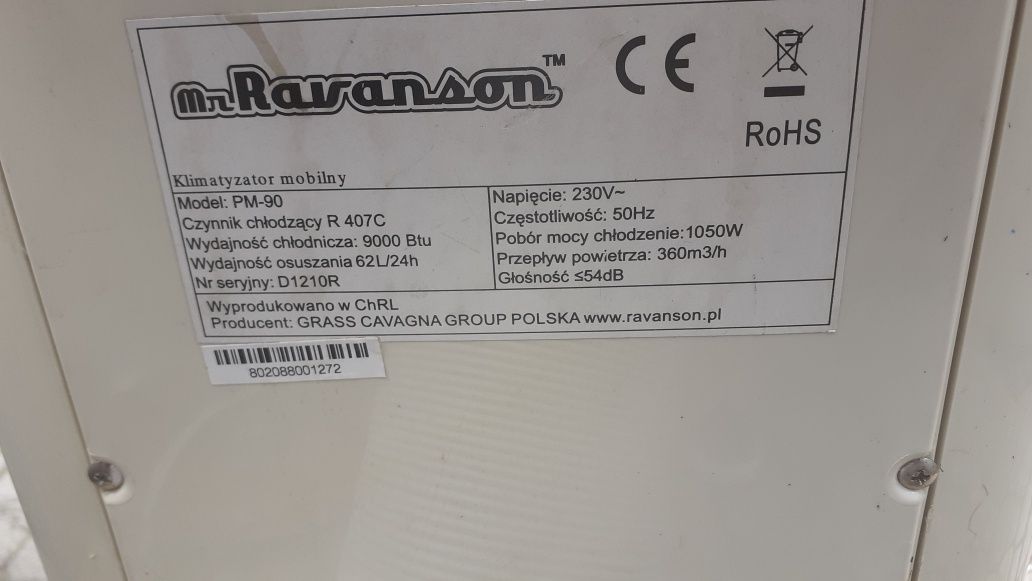 Mr Ravanson™
CE
RoHS
Klimatyzator mobilny
Model: PM-90
Czynnik chłodzący R 407C
Wydajność chłodnicza: 9000 Btu
Wydajność osuszania 62L/24h
Nr seryjny: D1210R
Napięcie: 230V~
Częstotliwość: 50Hz
Pobór mocy chłodzenie:1050W
Przepływ powietrza: 360m3/h
Głośność ≤54dB
Wyprodukowano w ChRL
Producent: GRASS CAVAGNA GROUP POLSKA www.ravanson.pl
802088001272